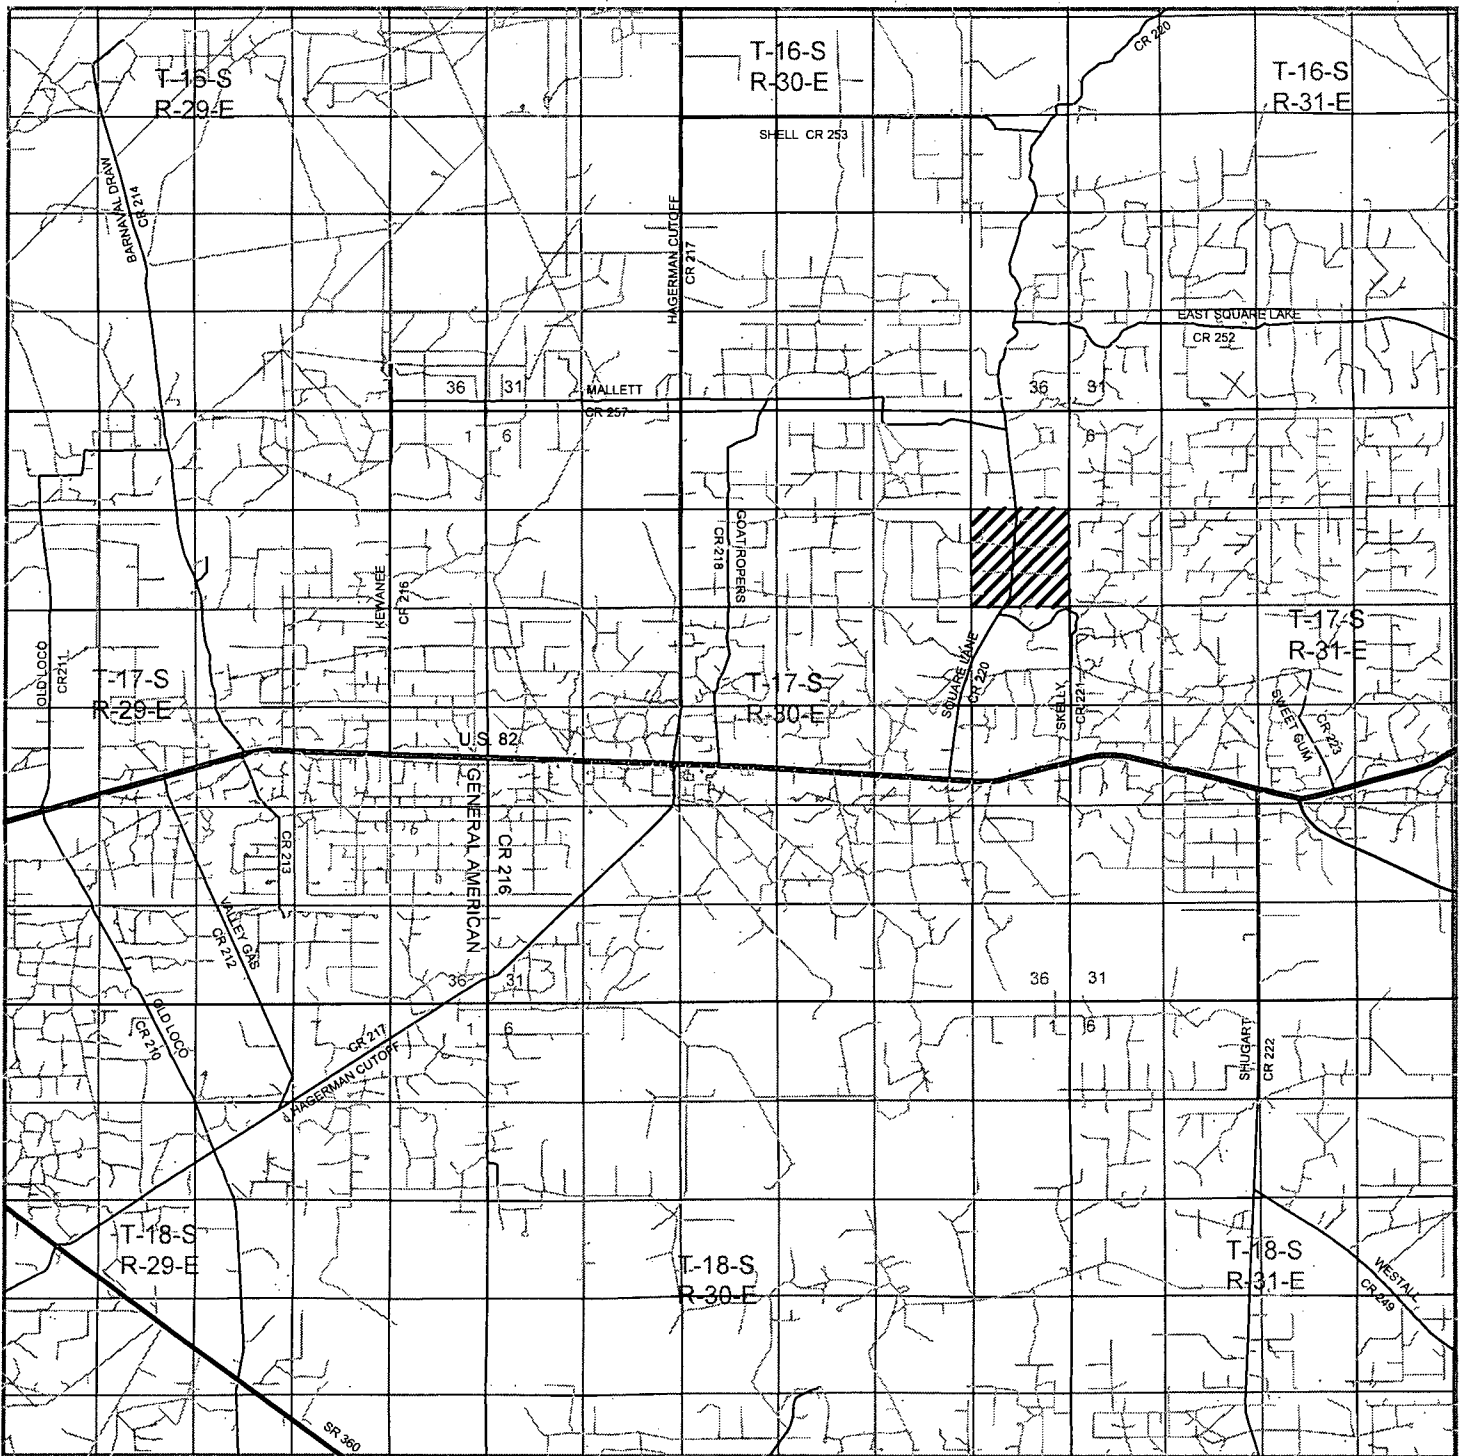 T-16-S
R-29-E
T-16-S
R-30-E
T-16-S
R-31-E
CR 220
SHELL CR 253
BARNAVAL DRAW
CR 214
HAGERMAN CUTOFF
CR 217
EAST SQUARE LAKE
CR 252
36
31
MALLETT
CR 257
1
6
36
31
1
6
GOAT ROPERS
CR 218
KEWANEE
CR 216
OLD LOCO
CR211
T-17-S
R-29-E
T-17-S
R-30-E
SQUARE LANE
CR 220
SKELLY
CR 221
T-17-S
R-31-E
SWEET GUM
CR 223
U.S. 82
GENERAL AMERICAN
CR 216
CR 213
VALLEY GAS
CR 212
OLD LOCO
CR 210
36
31
1
6
CR 217
HAGERMAN CUTOFF
36
31
1
6
SHUGART
CR 222
T-18-S
R-29-E
T-18-S
R-30-E
T-18-S
R-31-E
WESTALL
CR 249
SR 360